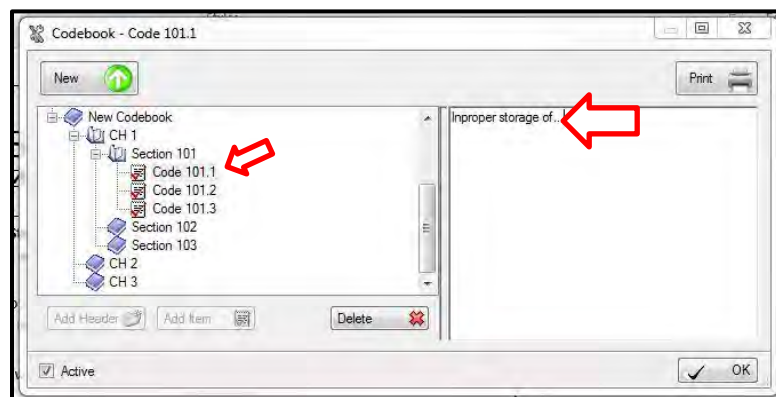 Codebook - Code 101.1
New
Print
New Codebook
CH 1
Section 101
Code 101.1
Code 101.2
Code 101.3
Section 102
Section 103
CH 2
CH 3
Inproper storage of...
Add Header
Add Item
Delete
Active
OK